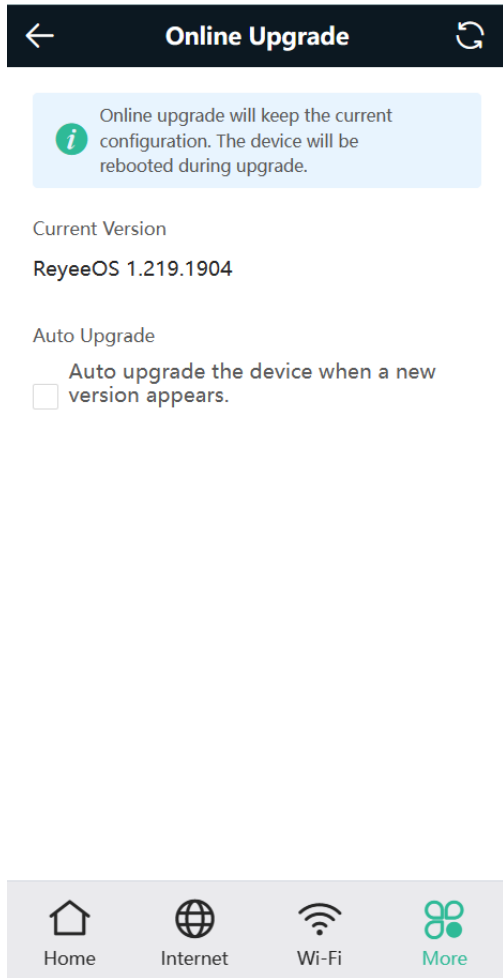 Online Upgrade
Online upgrade will keep the current
configuration. The device will be
rebooted during upgrade.
Current Version
ReyeeOS 1.219.1904
Auto Upgrade
Auto upgrade the device when a new
version appears.
Home Internet Wi-Fi More